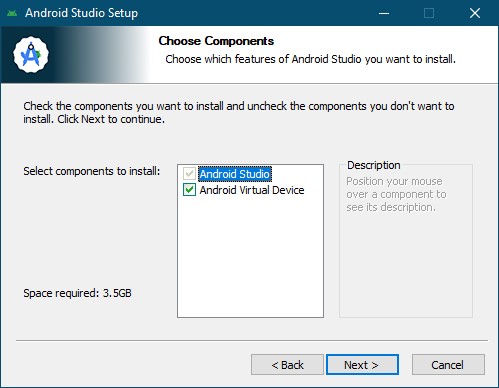 Android Studio Setup
Choose Components
Choose which features of Android Studio you want to install.
Check the components you want to install and uncheck the components you don't want to
install. Click Next to continue.
Select components to install:
Android Studio
Android Virtual Device
Description
Position your mouse
over a component to
see its description.
Space required: 3.5GB
< Back
Next >
Cancel